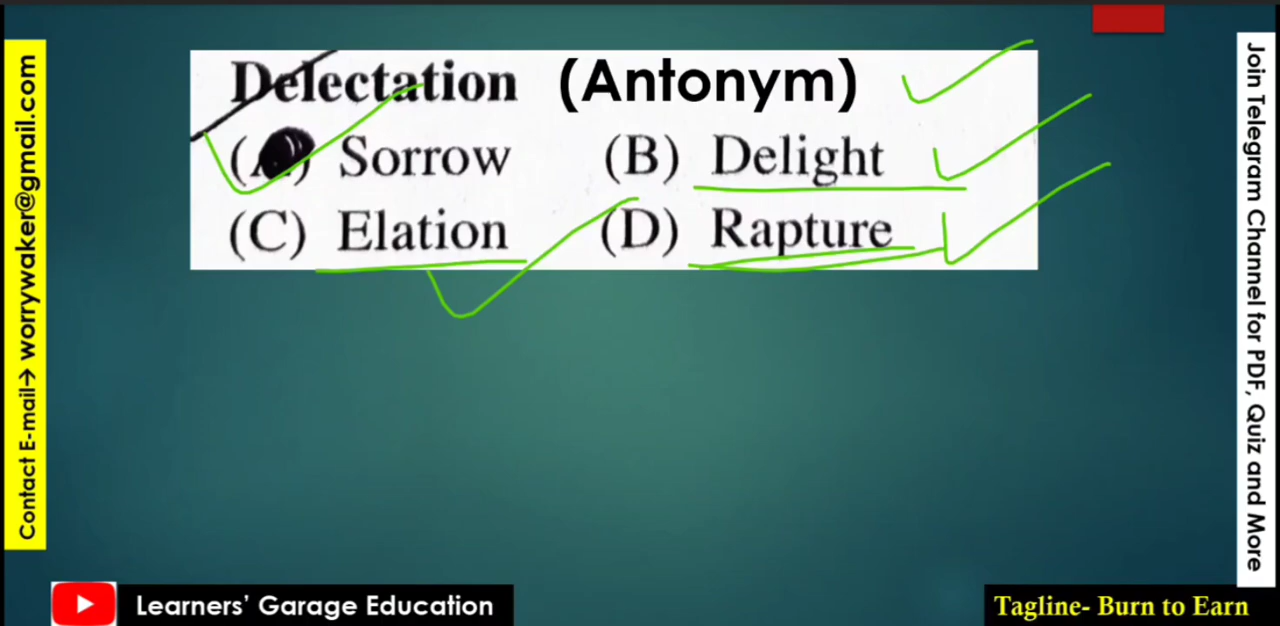 Contact E-mail→ worrywaker@gmail.com
Delectation (Antonym)
(A) Sorrow (B) Delight
(C) Elation (D) Rapture
Join Telegram Channel for PDF, Quiz and More
Learners’ Garage Education
Tagline- Burn to Earn